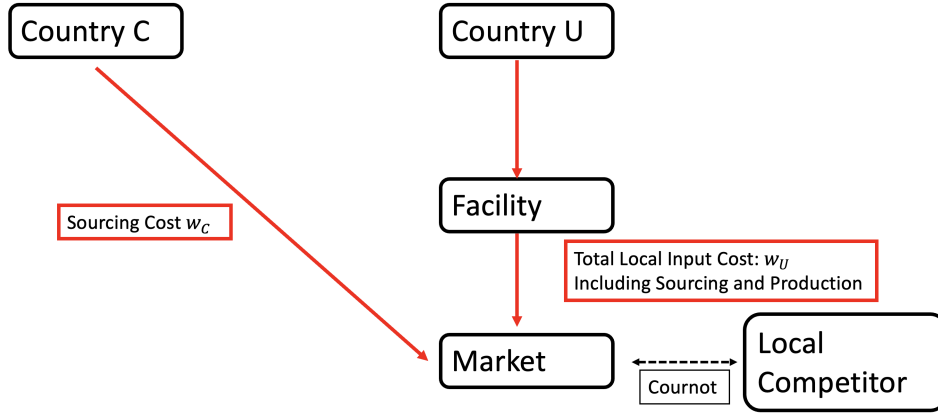 Country C
Country U
Facility
Sourcing Cost w_C
Total Local Input Cost: w_U
Including Sourcing and Production
Market
Local
Competitor
Cournot